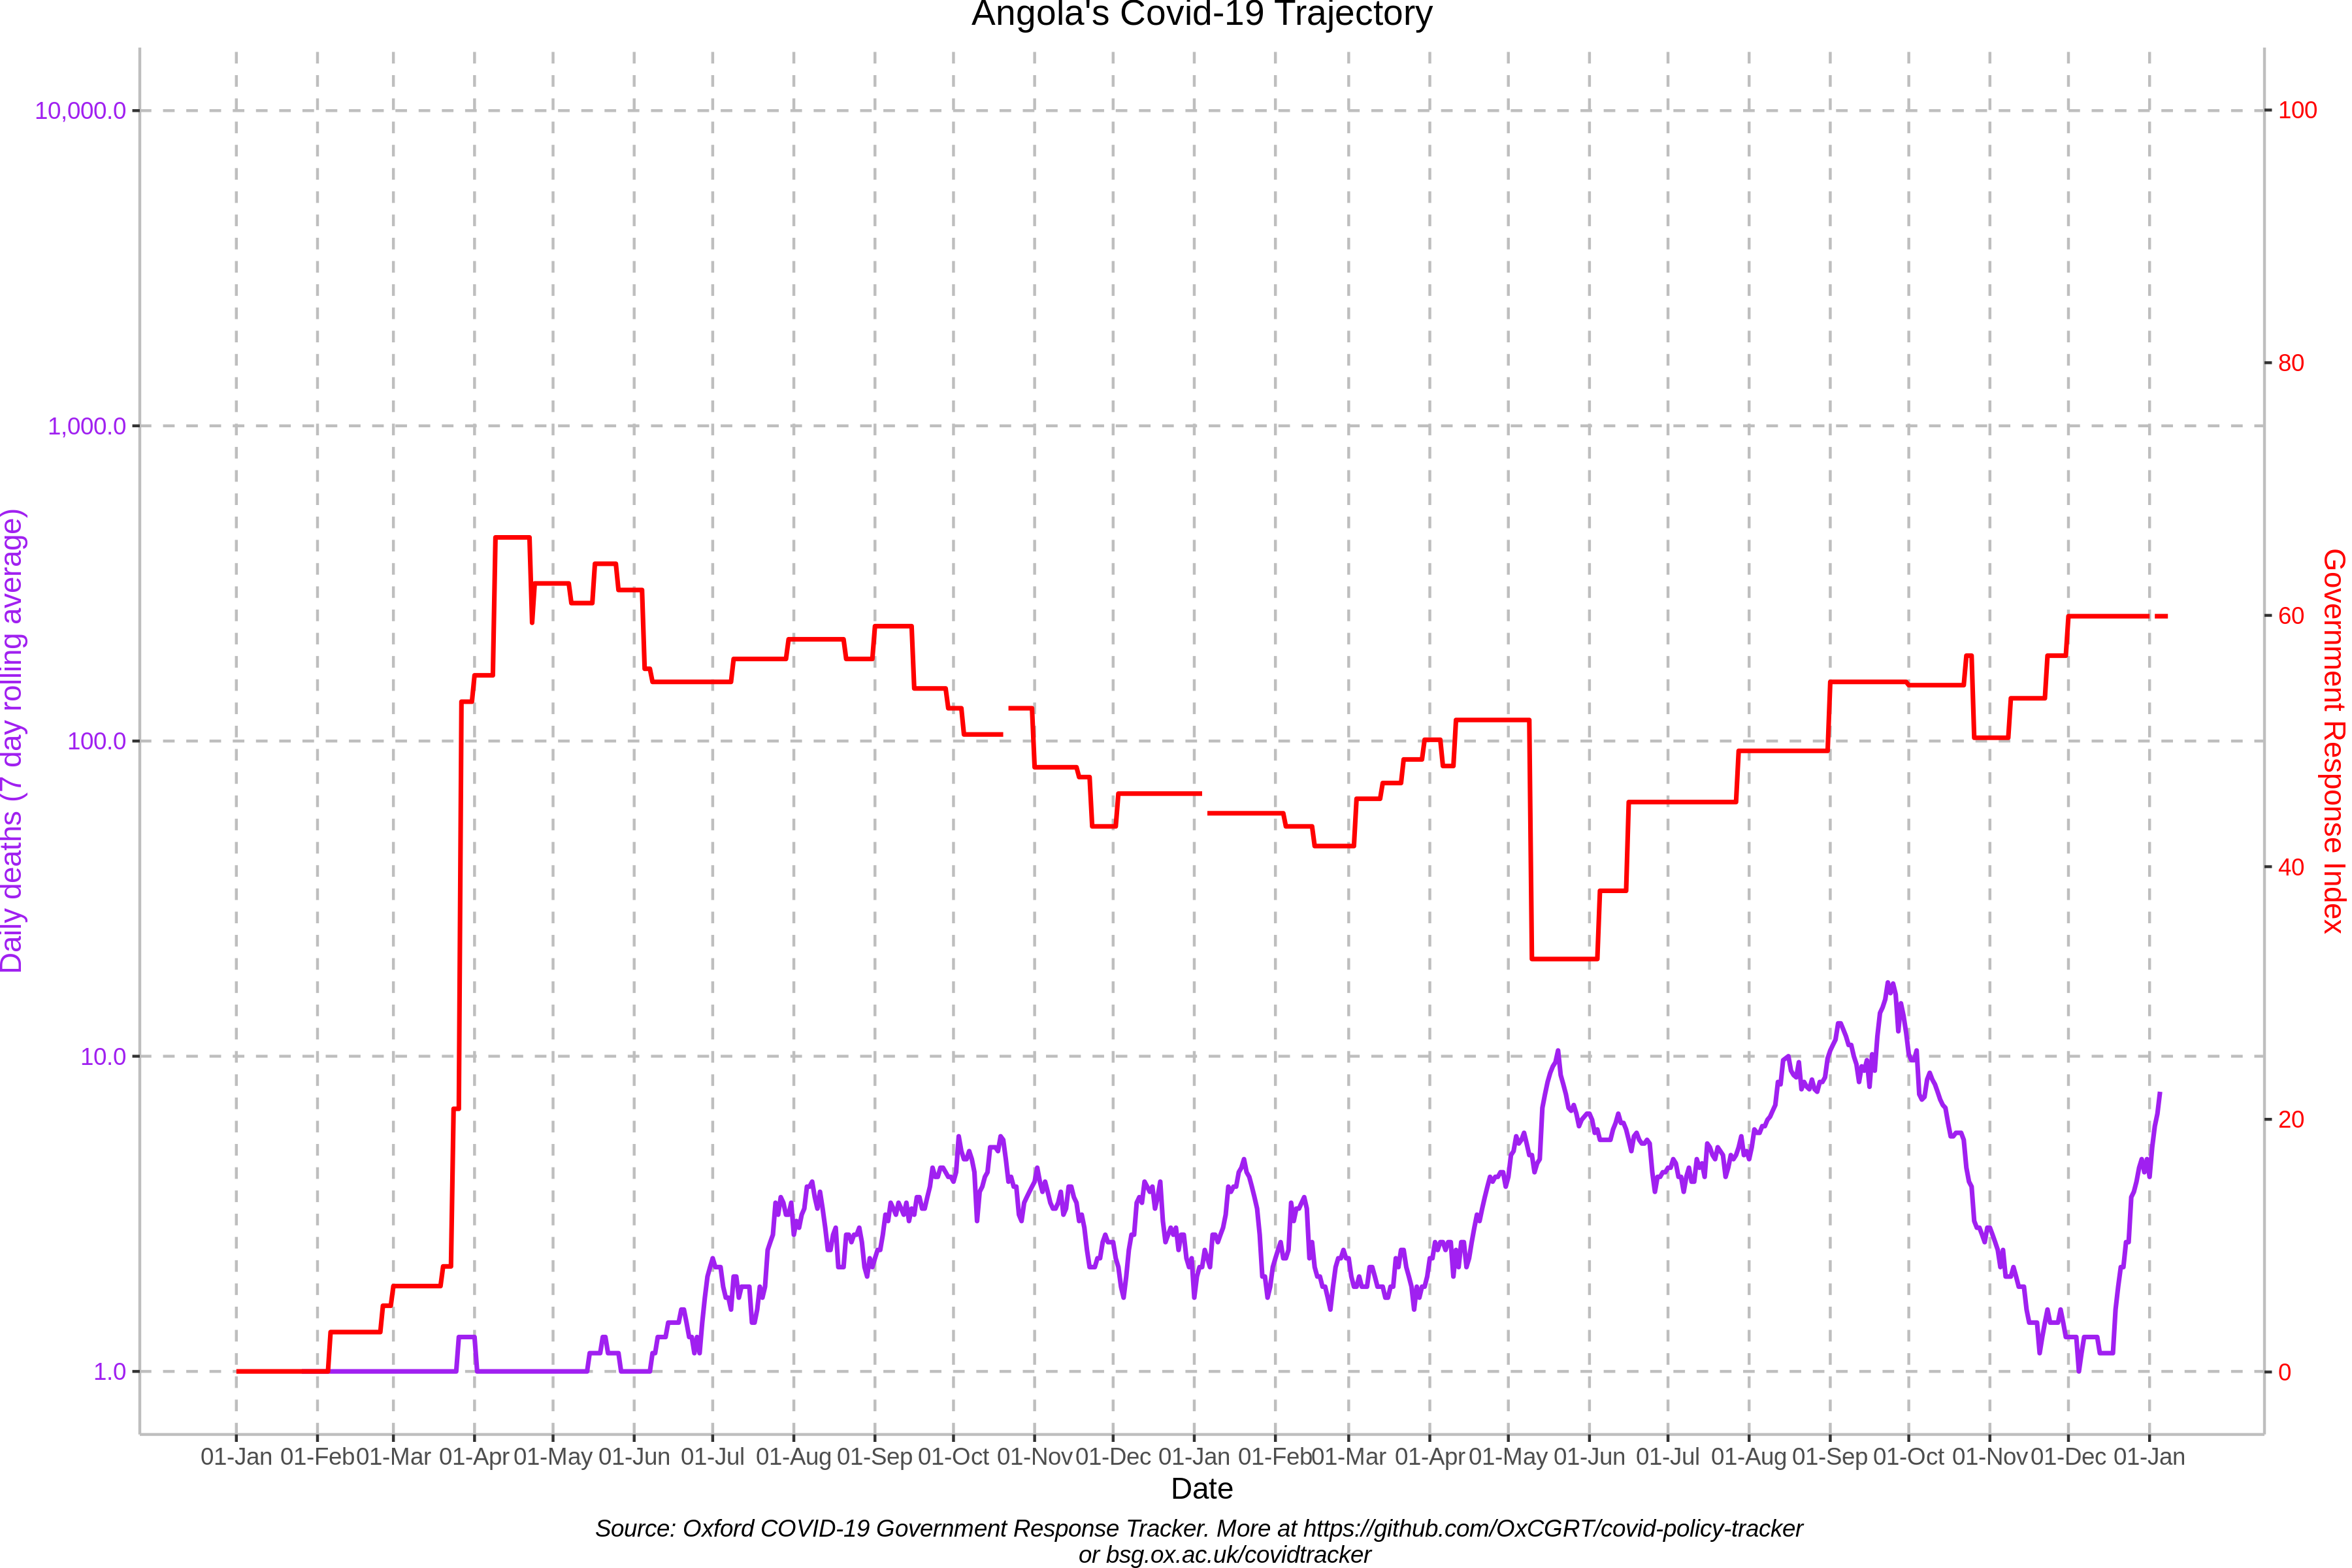 Angola's Covid-19 Trajectory
10,000.0
1,000.0
100.0
10.0
1.0
Daily deaths (7 day rolling average)
100
80
60
40
20
0
Government Response Index
01-Jan 01-Feb 01-Mar 01-Apr 01-May 01-Jun 01-Jul 01-Aug 01-Sep 01-Oct 01-Nov 01-Dec 01-Jan 01-Feb 01-Mar 01-Apr 01-May 01-Jun 01-Jul 01-Aug 01-Sep 01-Oct 01-Nov 01-Dec 01-Jan
Date
Source: Oxford COVID-19 Government Response Tracker. More at https://github.com/OxCGRT/covid-policy-tracker
or bsg.ox.ac.uk/covidtracker